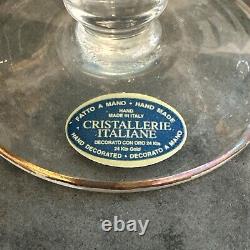 FATTO A MANO • HAND MADE
HAND
MADE IN ITALY
CRISTALLERIE
ITALIANE
DECORATO CON ORO 24 Kts
24 Kts Gold
HAND DECORATED • DECORATO A MANO